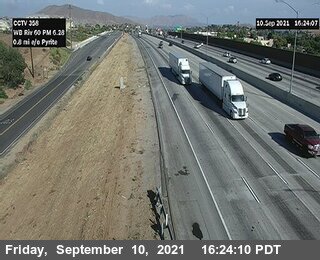 CCTV 358
WB Riv 60 PM 6.28
0.8 mi e/o Pyrite
10.Sep 2021 16:24:07
Friday, September 10, 2021 16:24:10 PDT